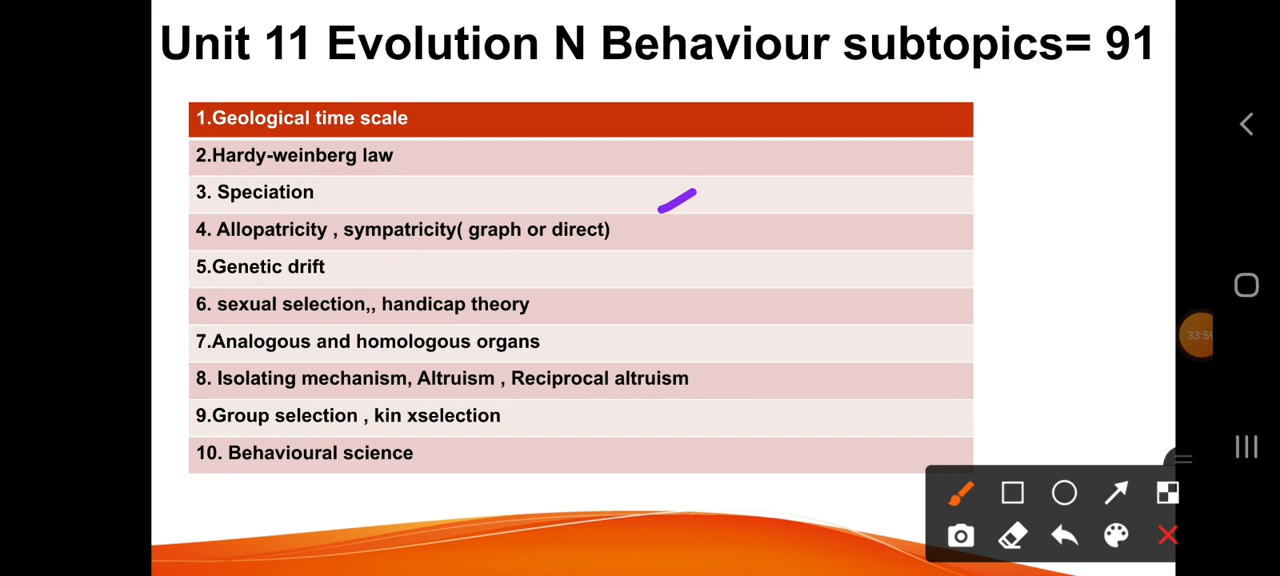 Unit 11 Evolution N Behaviour subtopics= 91
1.Geological time scale
2.Hardy-weinberg law
3. Speciation
4. Allopatricity , sympatricity( graph or direct)
5.Genetic drift
6. sexual selection,, handicap theory
7.Analogous and homologous organs
8. Isolating mechanism, Altruism , Reciprocal altruism
9.Group selection , kin xselection
10. Behavioural science
33:59